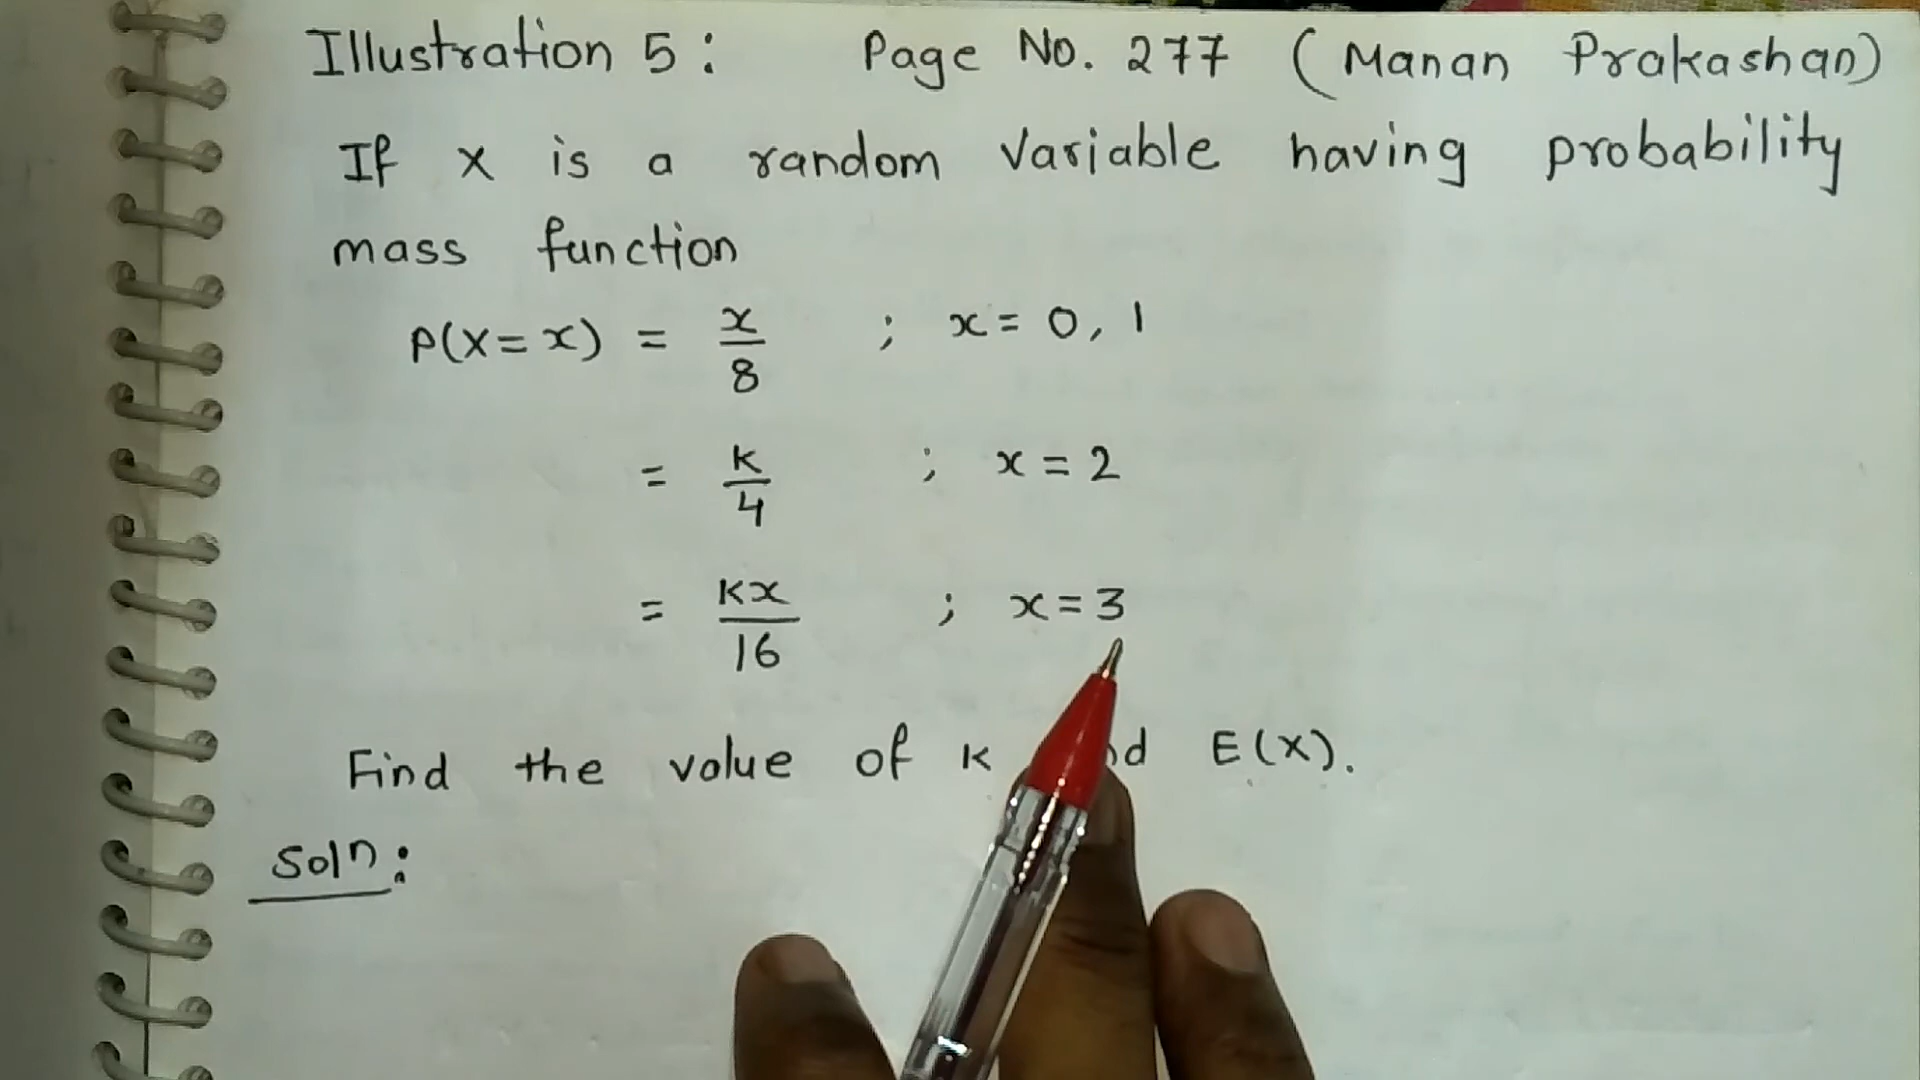 Illustration 5 : Page No. 277 ( Manan Prakashan)
If x is a random variable having probability
mass function
P(X= x) = x/8 ; x = 0, 1
= k/4 ; x = 2
= kx/16 ; x = 3
Find the value of k E(X).
Soln :